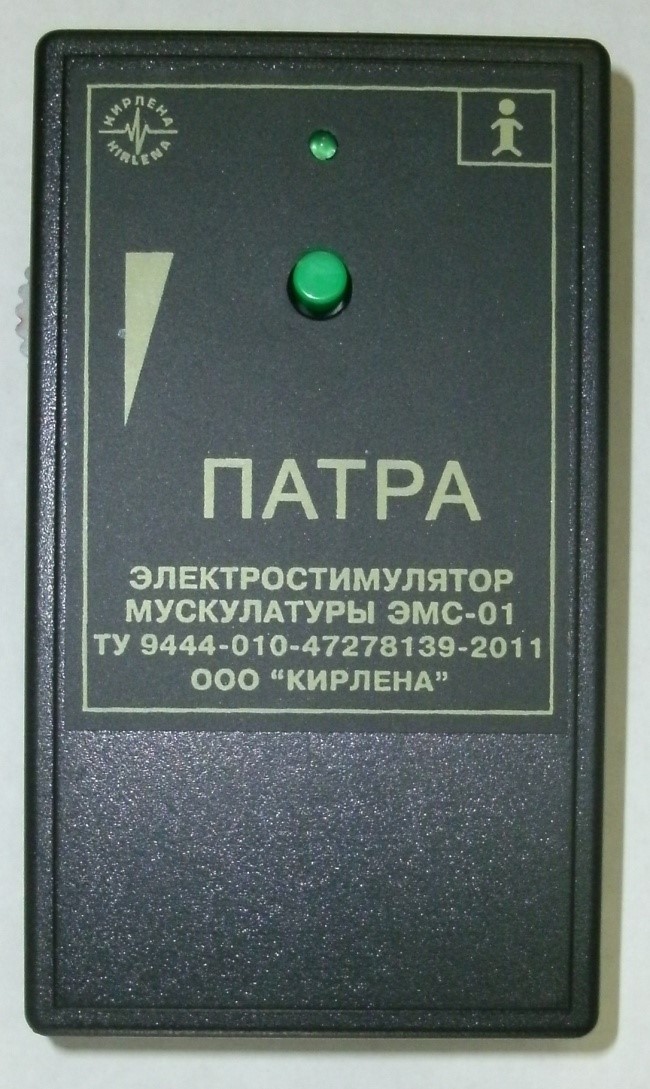 КИРЛЕНА
KIRLENA
ПАТРА
ЭЛЕКТРОСТИМУЛЯТОР
МУСКУЛАТУРЫ ЭМС-01
ТУ 9444-010-47278139-2011
ООО “КИРЛЕНА”